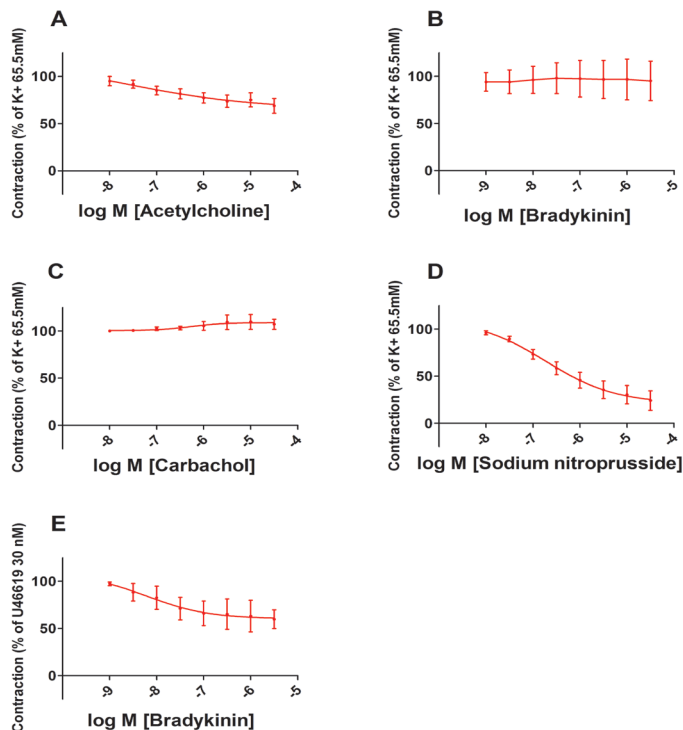 A
Contraction (% of K+ 65.5mM)
100
50
0
-8
-7
-6
-5
-4
log M [Acetylcholine]
B
Contraction (% of K+ 65.5mM)
100
50
0
-9
-8
-7
-6
-5
log M [Bradykinin]
C
Contraction (% of K+ 65.5mM)
100
50
0
-8
-7
-6
-5
-4
log M [Carbachol]
D
Contraction (% of K+ 65.5mM)
100
50
0
-8
-7
-6
-5
-4
log M [Sodium nitroprusside]
E
Contraction (% of U46619 30 nM)
100
50
0
-9
-8
-7
-6
-5
log M [Bradykinin]